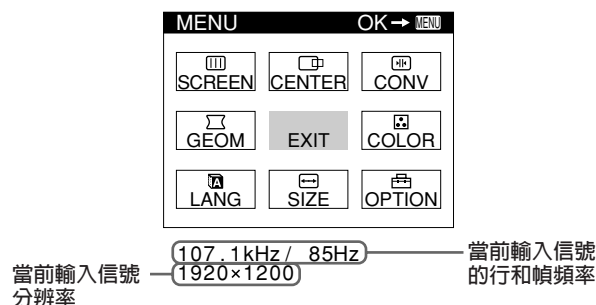 MENU OK→MENU
SCREEN CENTER CONV
GEOM EXIT COLOR
LANG SIZE OPTION
107.1kHz/ 85Hz
1920×1200
當前輸入信號
的行和幀頻率
當前輸入信號
分辨率